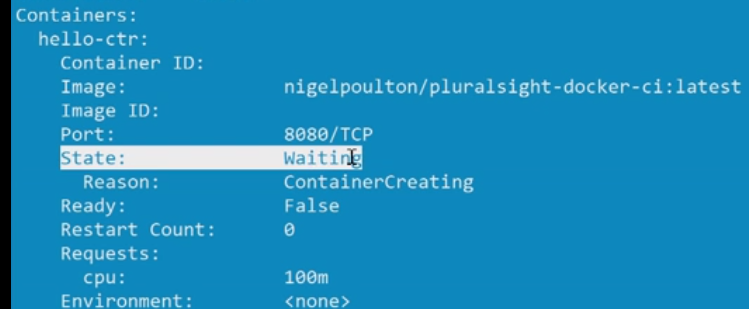 Containers:
hello-ctr:
Container ID:
Image: nigelpoulton/pluralsight-docker-ci:latest
Image ID:
Port: 8080/TCP
State: Waiting
Reason: ContainerCreating
Ready: False
Restart Count: 0
Requests:
cpu: 100m
Environment: <none>